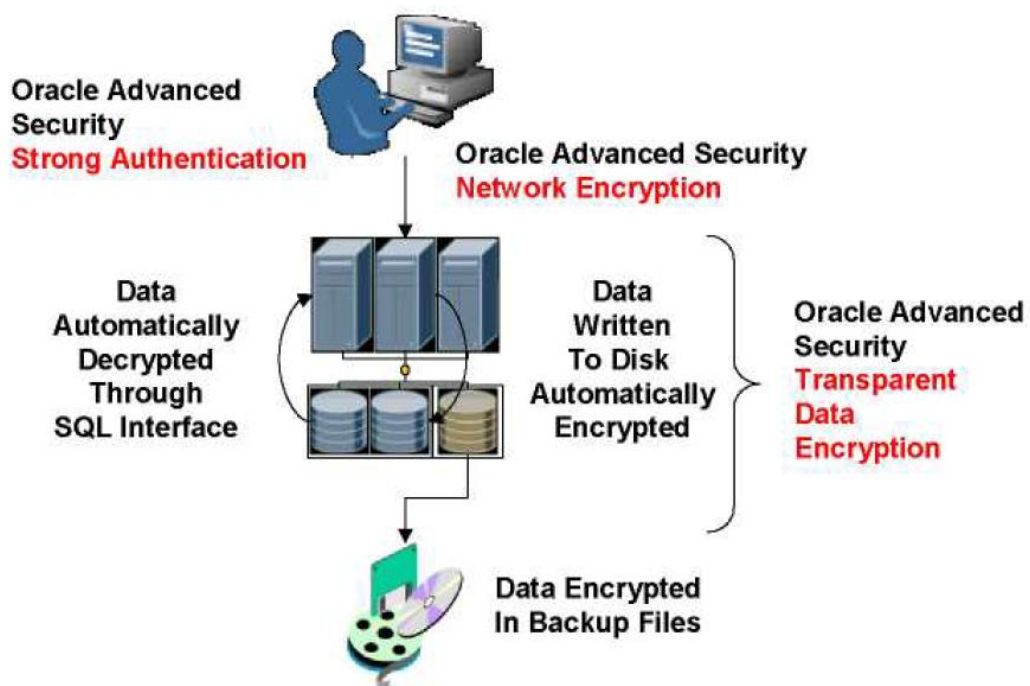 Oracle Advanced
Security
Strong Authentication
Oracle Advanced Security
Network Encryption
Data
Automatically
Decrypted
Through
SQL Interface
Data
Written
To Disk
Automatically
Encrypted
Oracle Advanced
Security
Transparent
Data
Encryption
Data Encrypted
In Backup Files